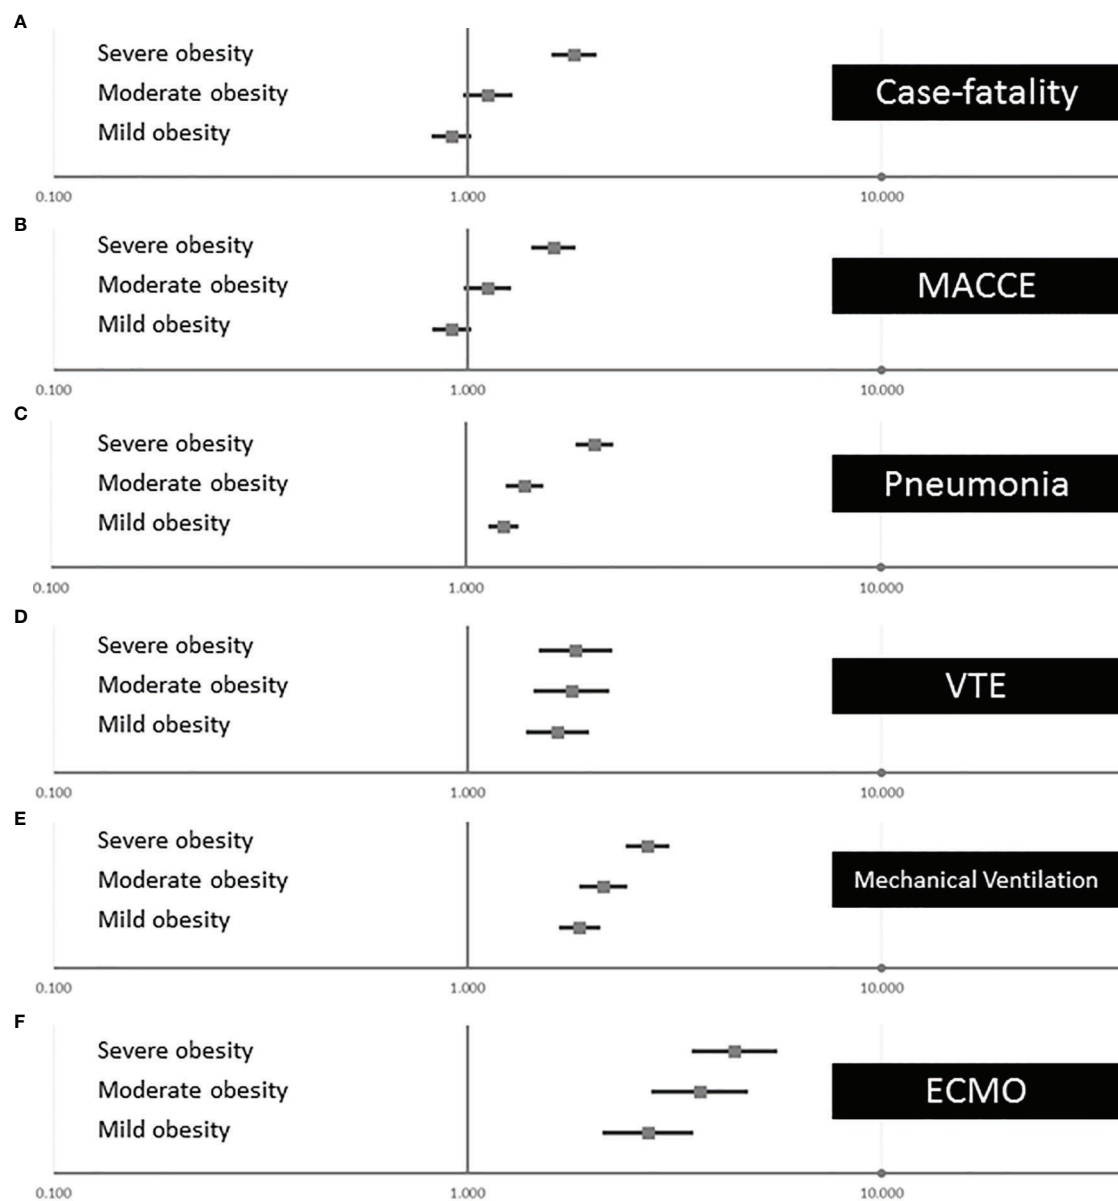 A
Severe obesity
Moderate obesity
Mild obesity
Case-fatality
0.100 1.000 10.000
B
Severe obesity
Moderate obesity
Mild obesity
MACCE
0.100 1.000 10.000
C
Severe obesity
Moderate obesity
Mild obesity
Pneumonia
0.100 1.000 10.000
D
Severe obesity
Moderate obesity
Mild obesity
VTE
0.100 1.000 10.000
E
Severe obesity
Moderate obesity
Mild obesity
Mechanical Ventilation
0.100 1.000 10.000
F
Severe obesity
Moderate obesity
Mild obesity
ECMO
0.100 1.000 10.000